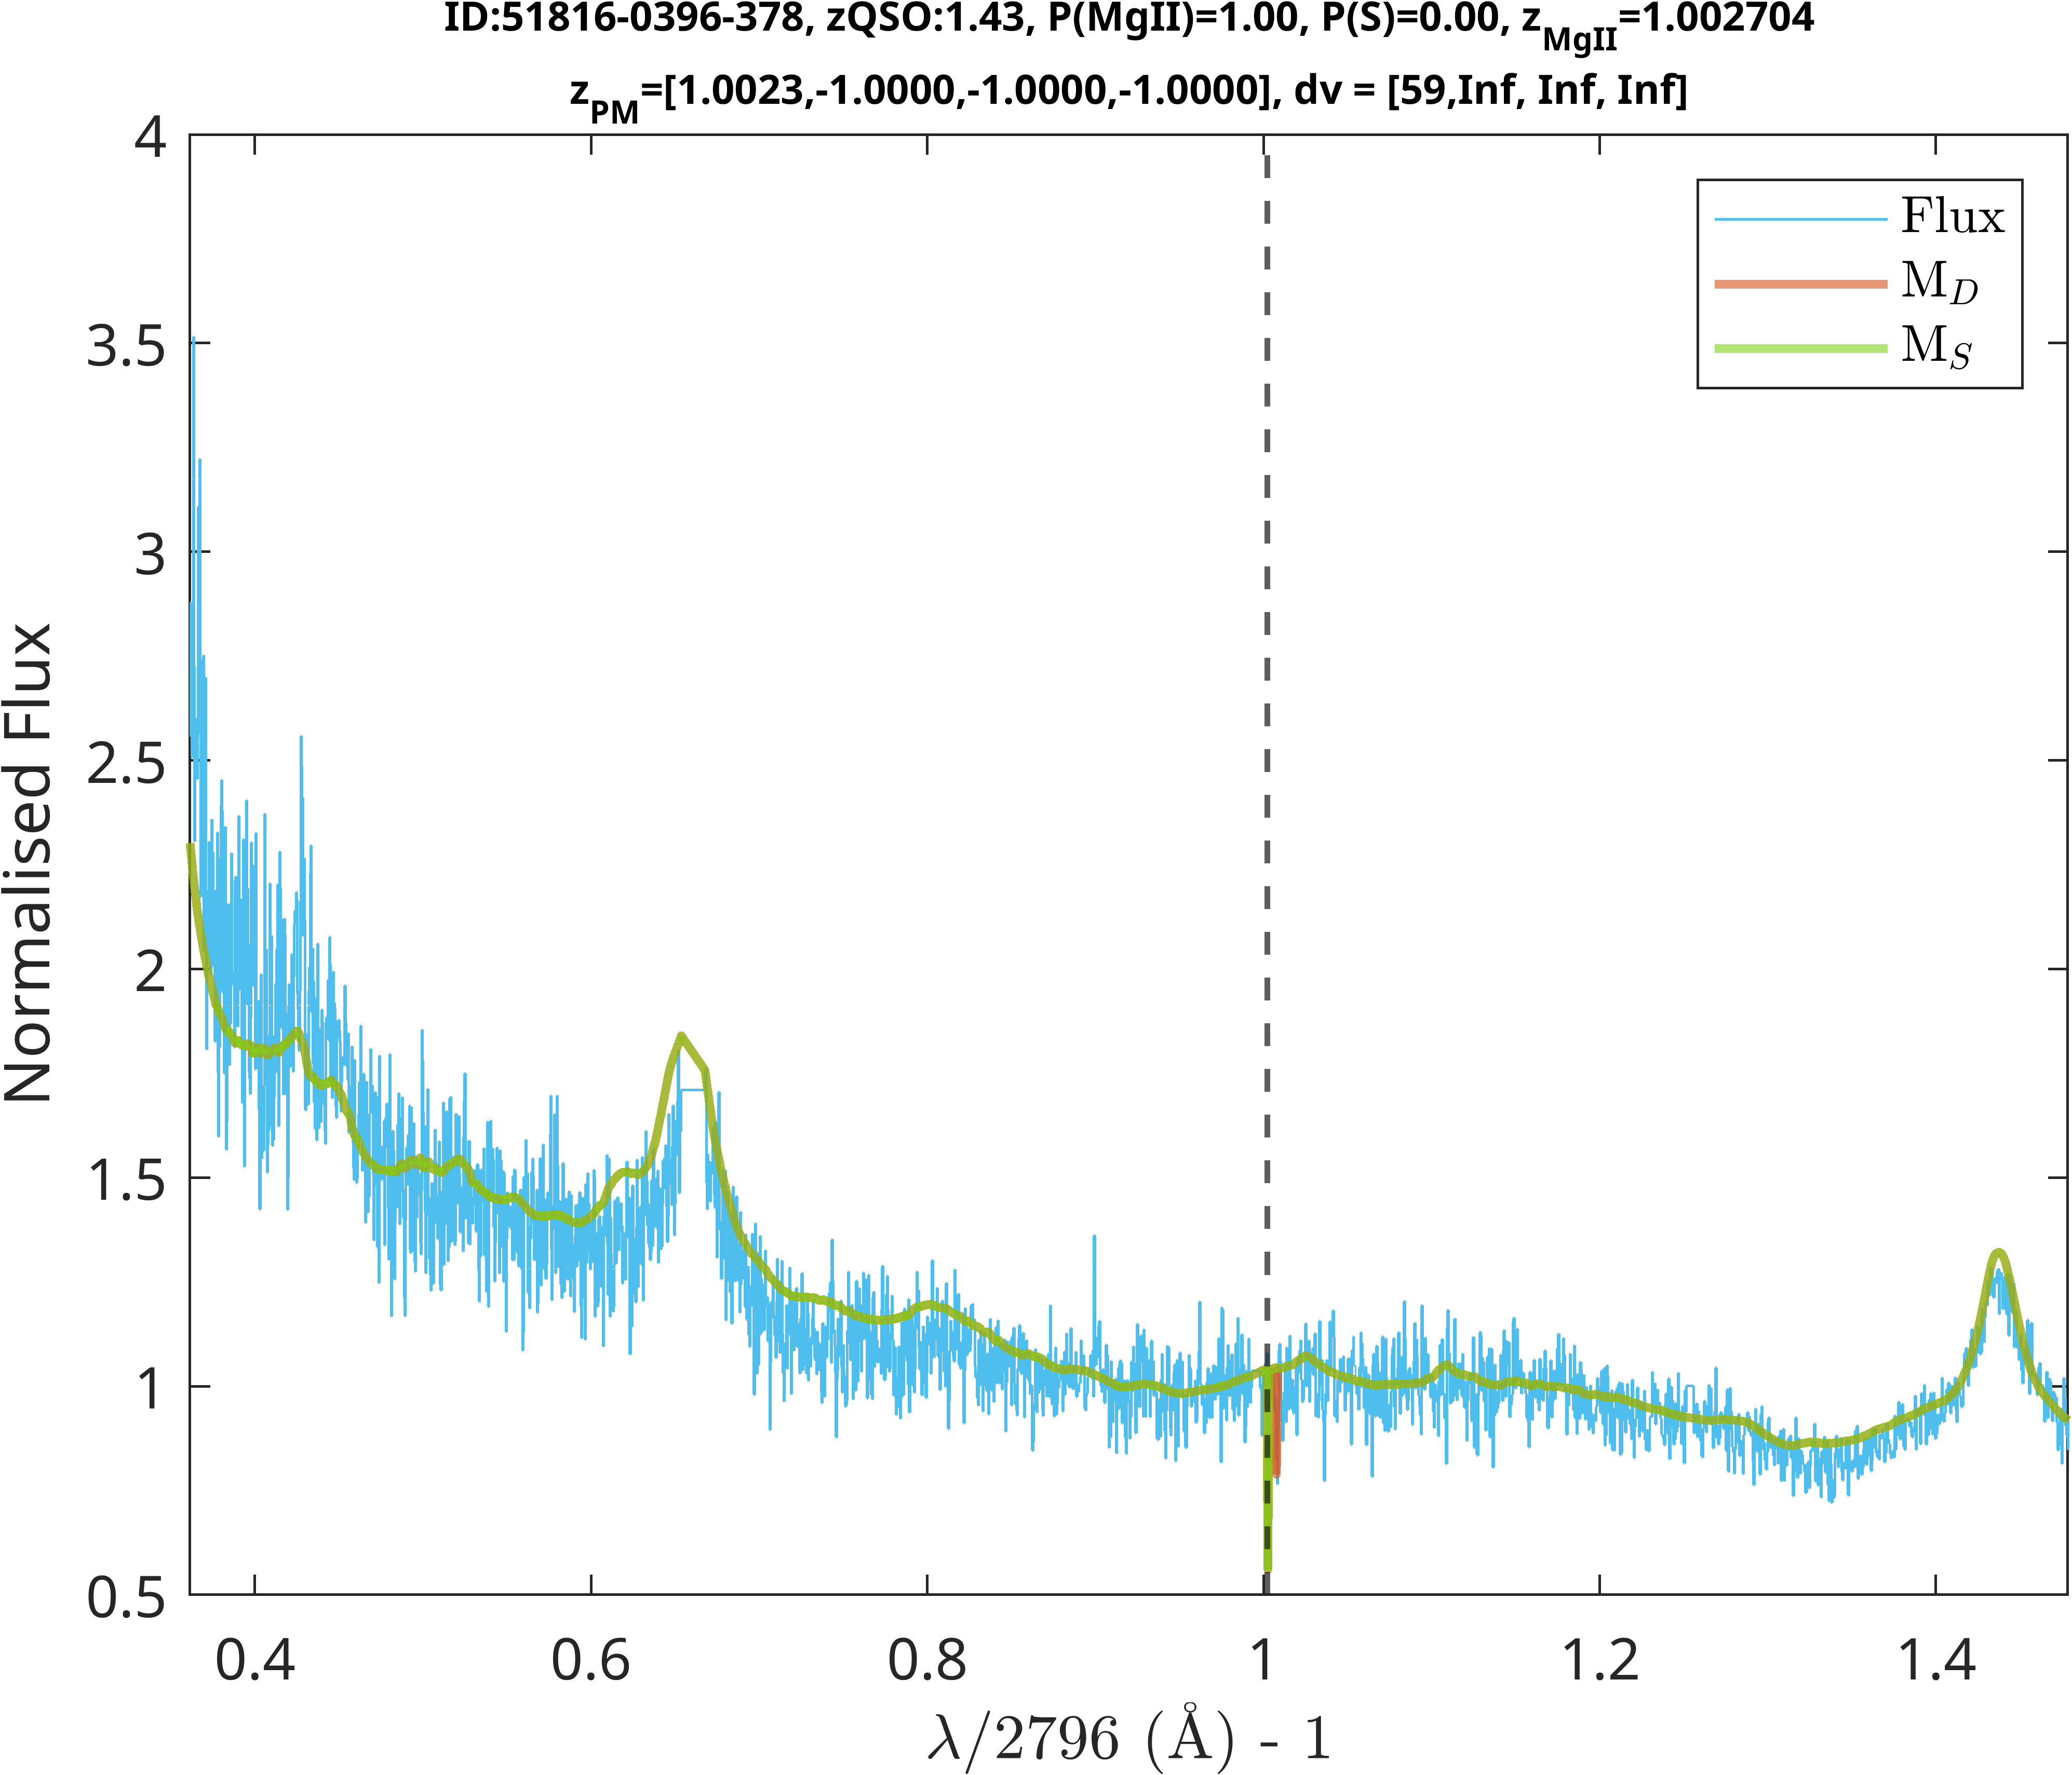 ID:51816-0396-378, zQSO:1.43, P(MgII)=1.00, P(S)=0.00, zMgII=1.002704
zPM=[1.0023,-1.0000,-1.0000,-1.0000], dv = [59,Inf, Inf, Inf]
4
3.5
3
2.5
2
1.5
1
0.5
Normalised Flux
Flux
MD
MS
0.4
0.6
0.8
1
1.2
1.4
λ/2796 (Å) - 1